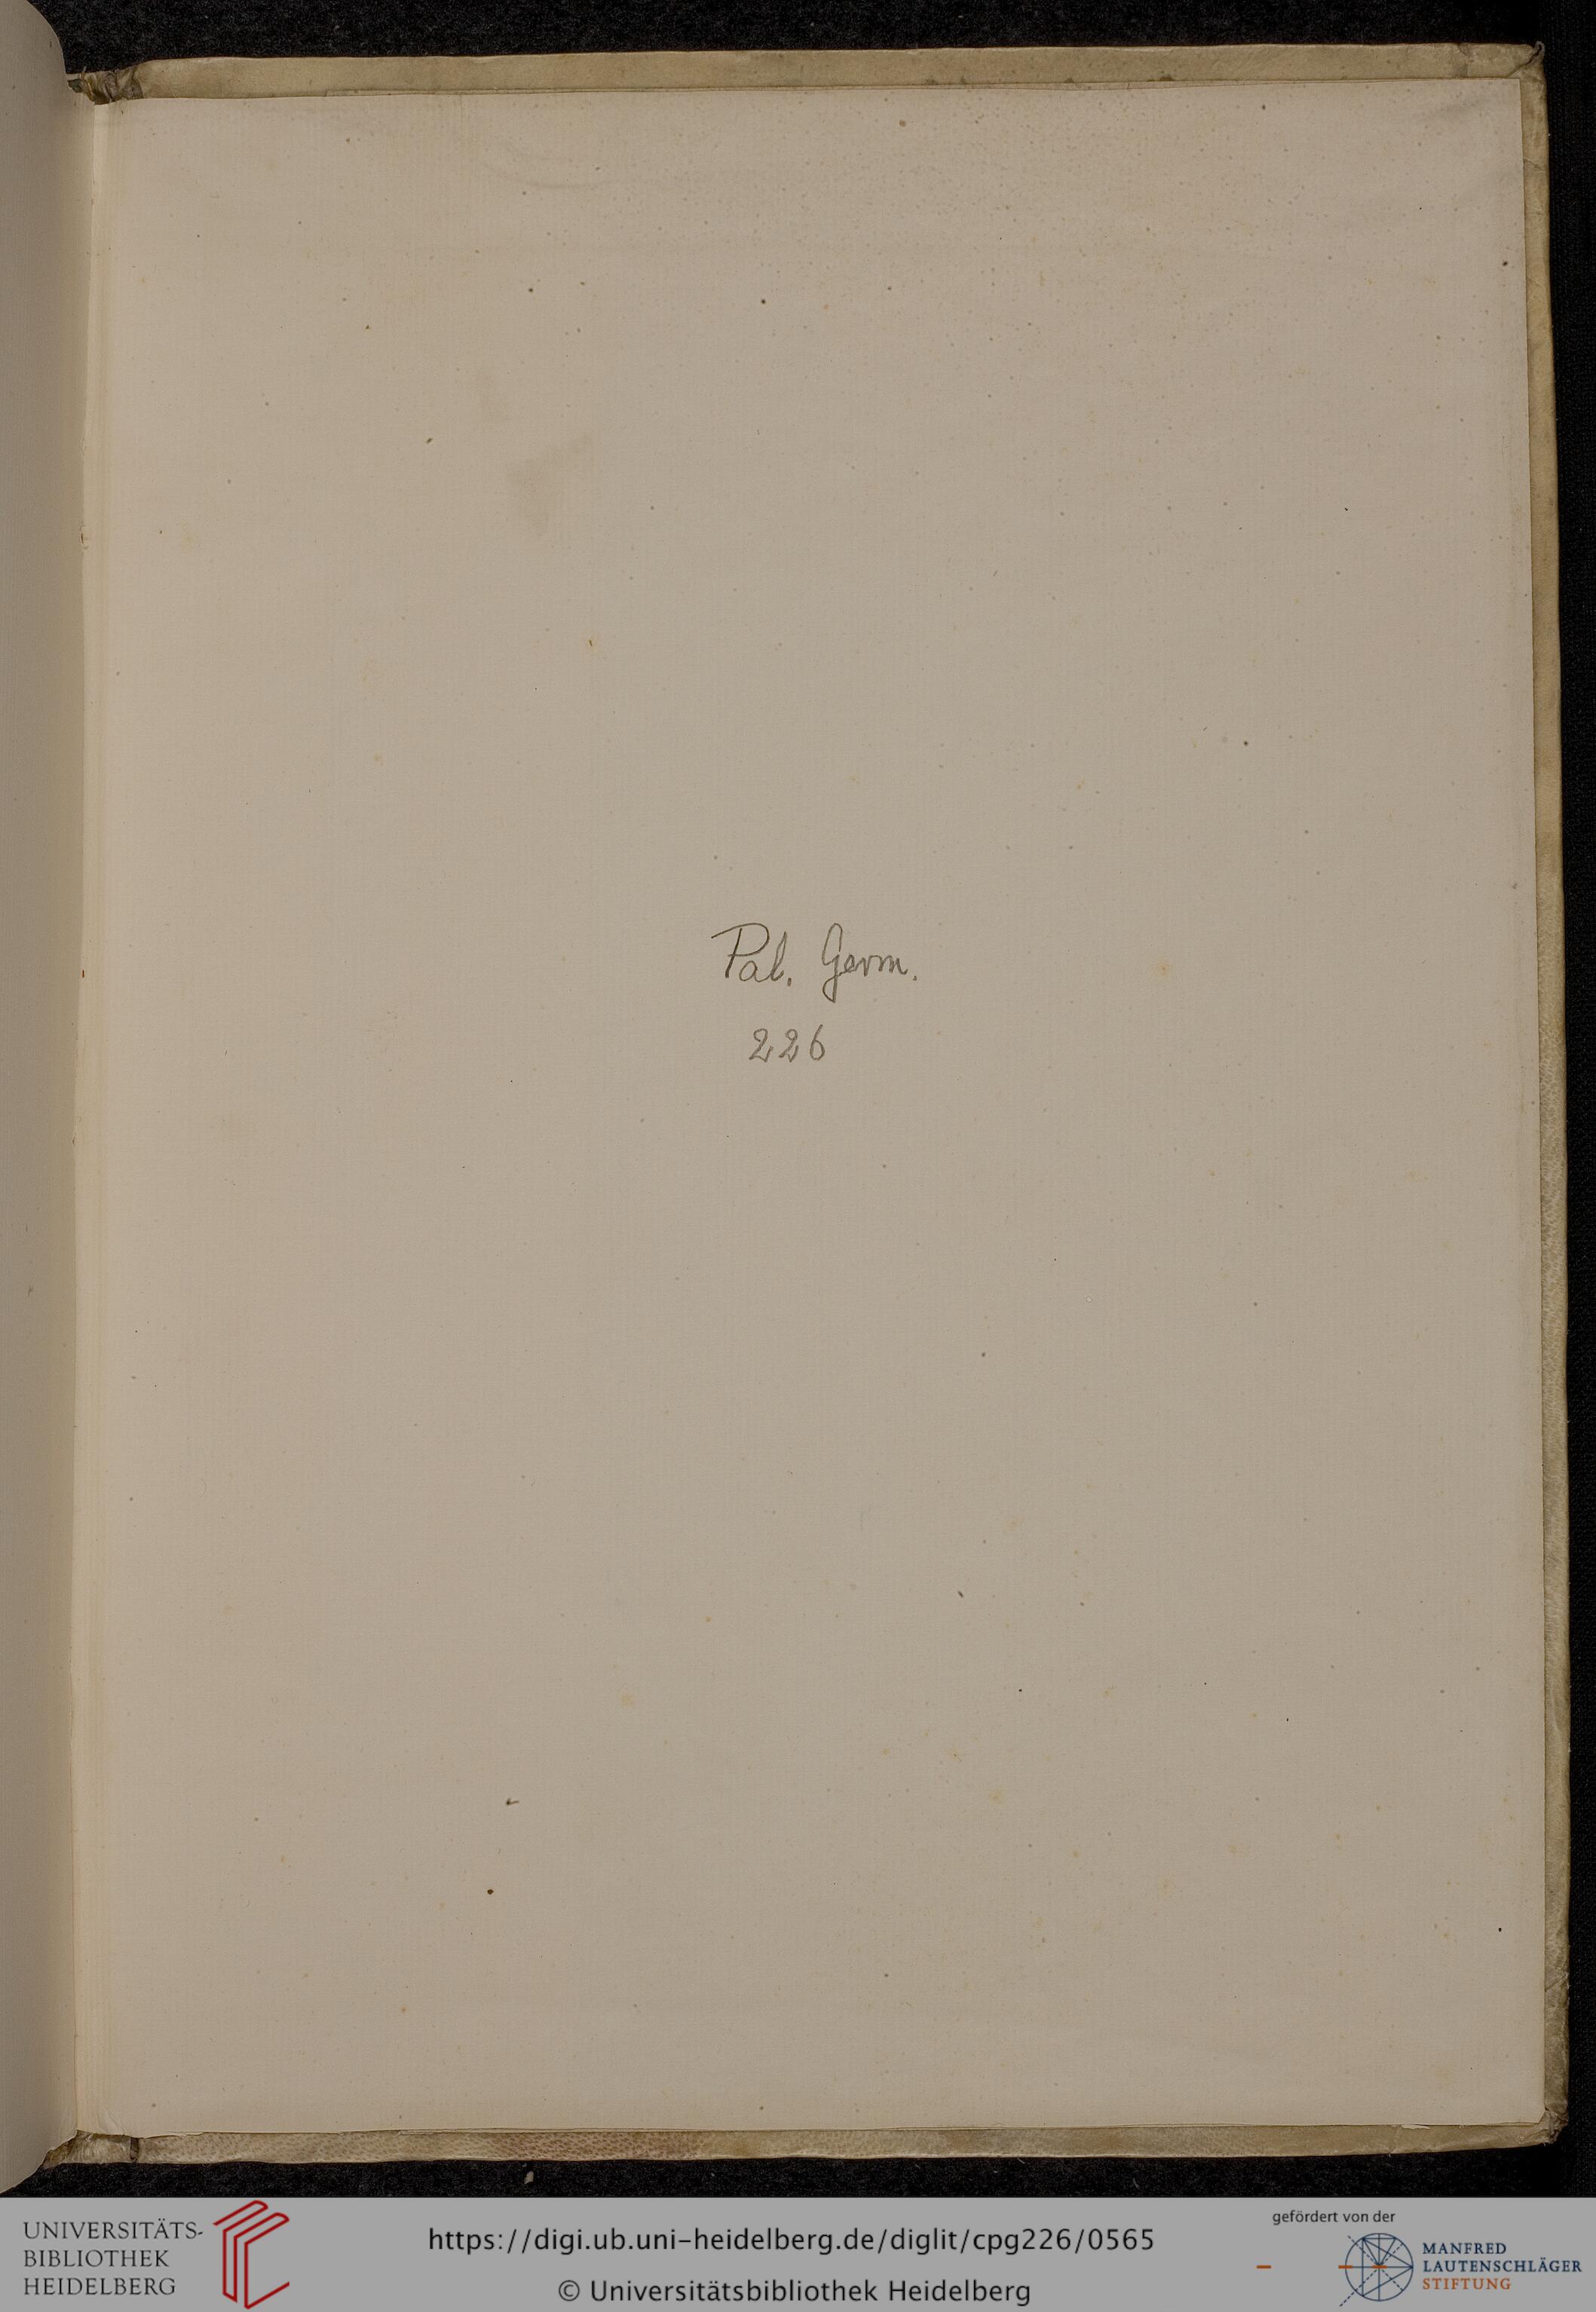 Pal. Germ.
226
UNIVERSITÄTS-
BIBLIOTHEK
HEIDELBERG
https://digi.ub.uni-heidelberg.de/diglit/cpg226/0565
© Universitätsbibliothek Heidelberg
gefördert von der
MANFRED
LAUTENSCHLÄGER
STIFTUNG